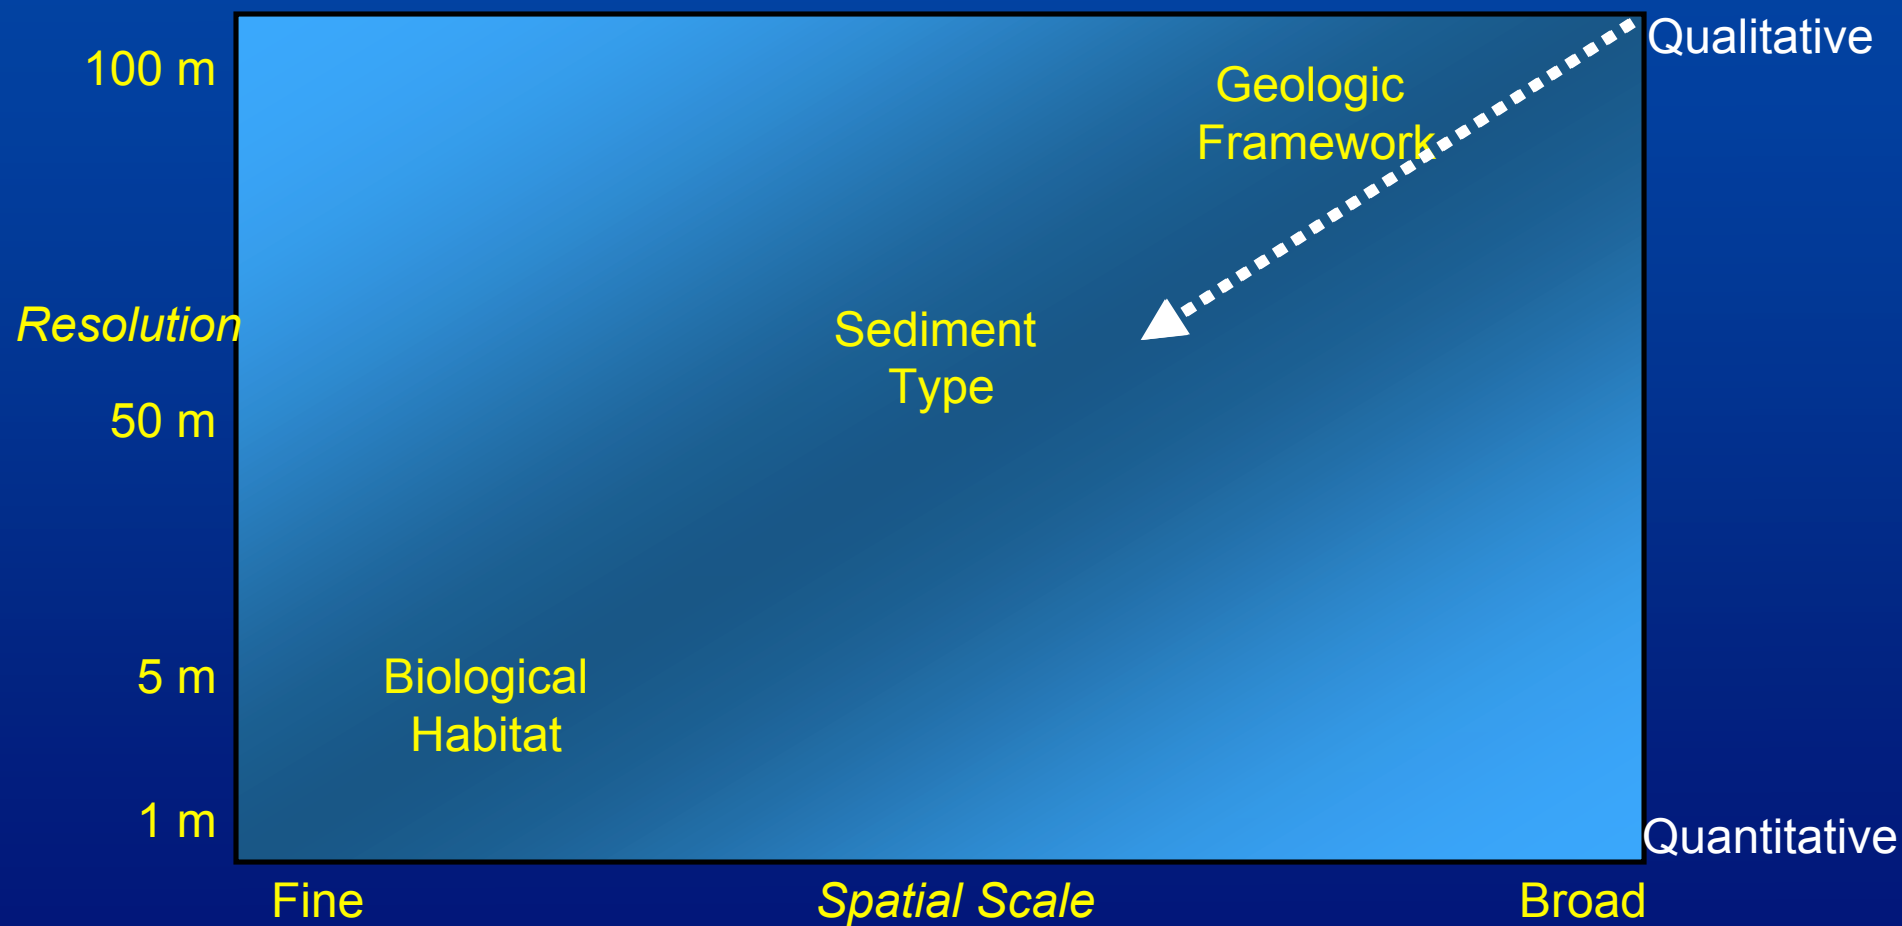 Qualitative
100 m
Geologic
Framework
Resolution
Sediment
Type
50 m
5 m
Biological
Habitat
1 m
Quantitative
Fine
Spatial Scale
Broad